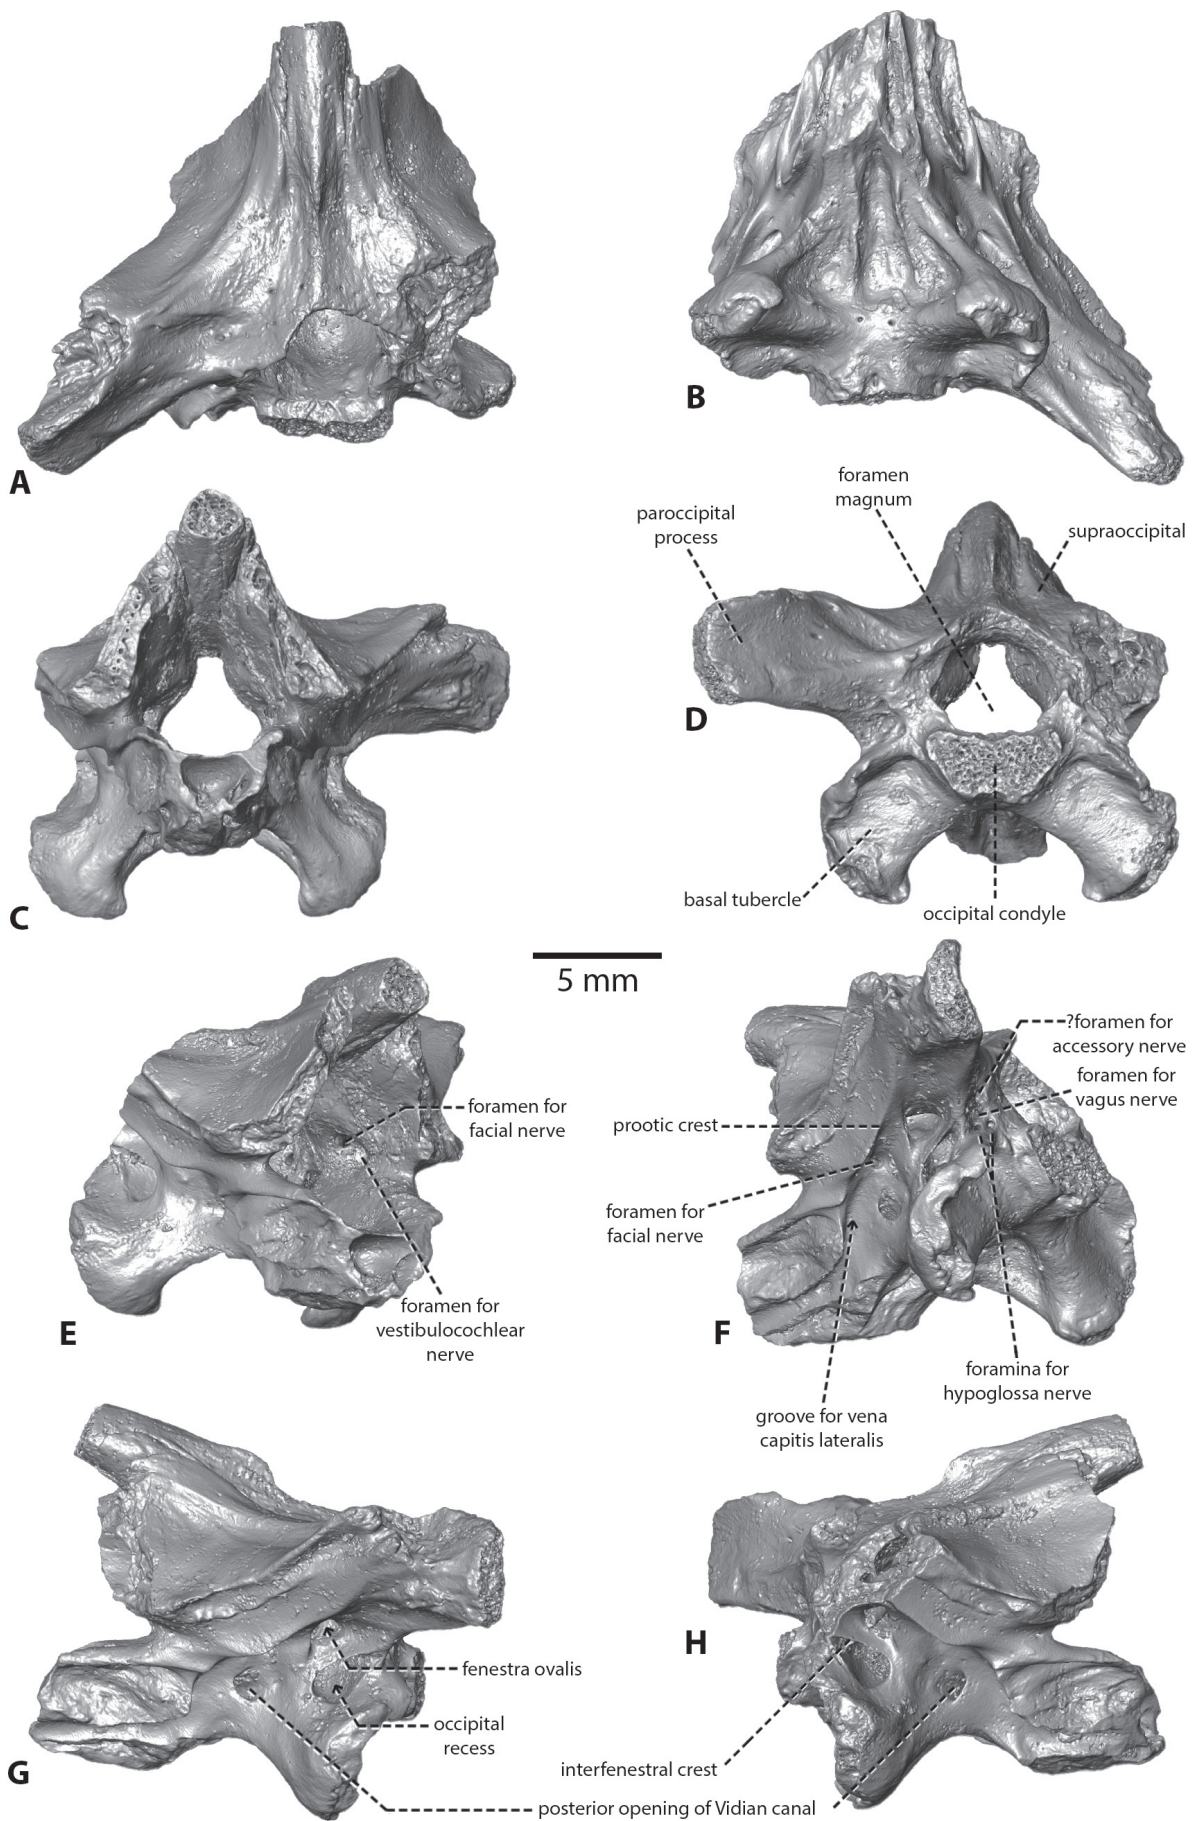 A
B
foramen
magnum
paroccipital
process
supraoccipital
D
basal tubercle
occipital condyle
C
5 mm
foramen for
facial nerve
foramen for
vestibulocochlear
nerve
E
?foramen for
accessory nerve
foramen for
vagus nerve
prootic crest
foramen for
facial nerve
F
foramina for
hypoglossa nerve
groove for vena
capitis lateralis
fenestra ovalis
occipital
recess
G
H
interfenestral crest
posterior opening of Vidian canal